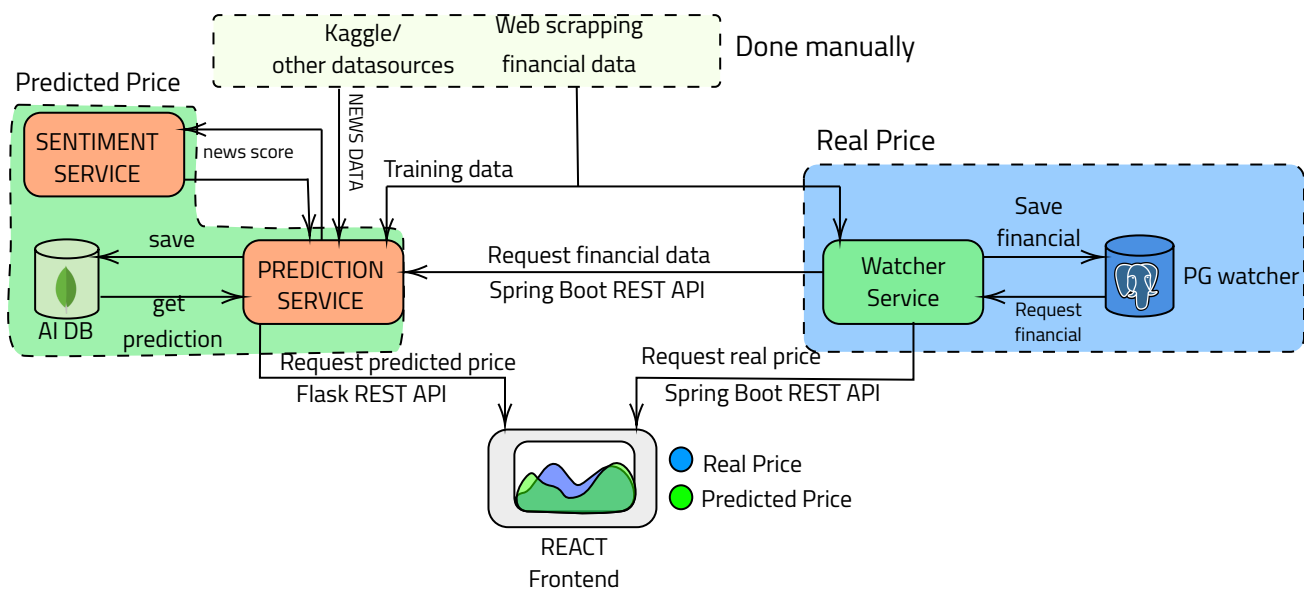 Kaggle/
other datasources
Web scrapping
financial data
Done manually
Predicted Price
SENTIMENT
SERVICE
news score
NEWS DATA
Training data
Real Price
save
AI DB
get
prediction
PREDICTION
SERVICE
Request financial data
Spring Boot REST API
Watcher
Service
Save
financial
PG watcher
Request
financial
Request predicted price
Flask REST API
Request real price
Spring Boot REST API
Real Price
Predicted Price
REACT
Frontend